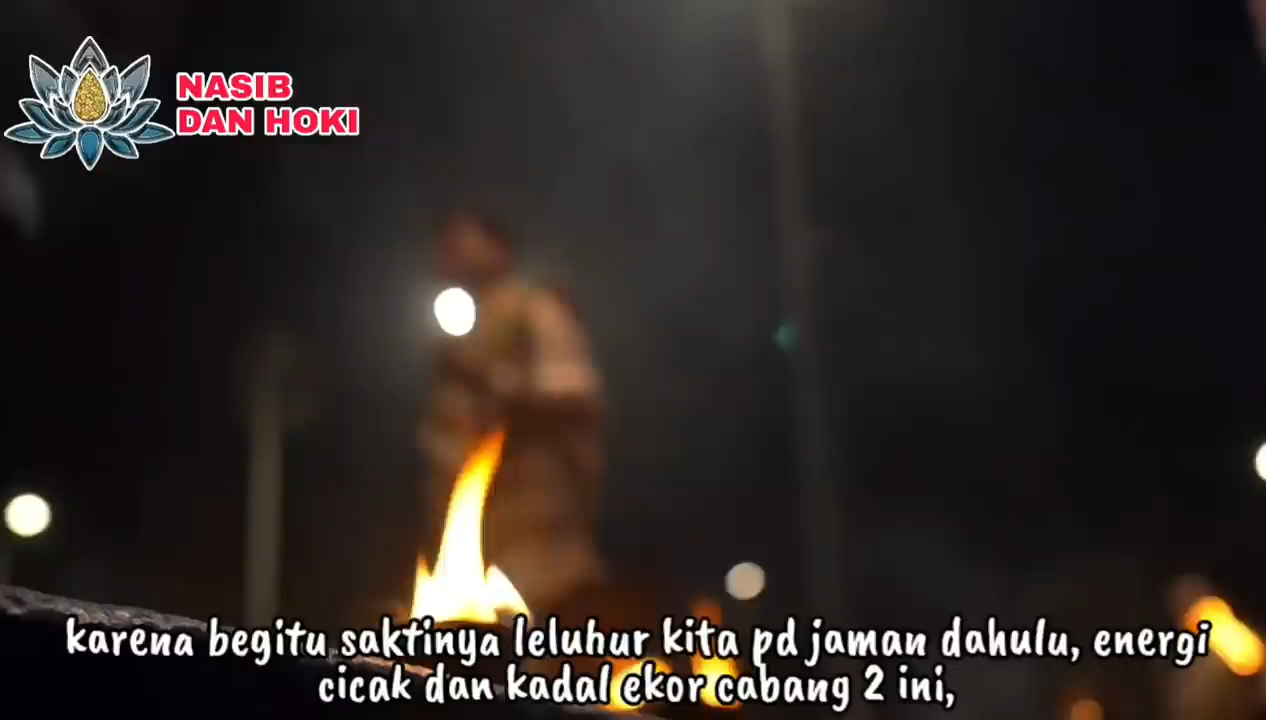 NASIB
DAN HOKI
karena begitu saktinya leluhur kita pd jaman dahulu, energi
cicak dan kadal ekor cabang 2 ini,